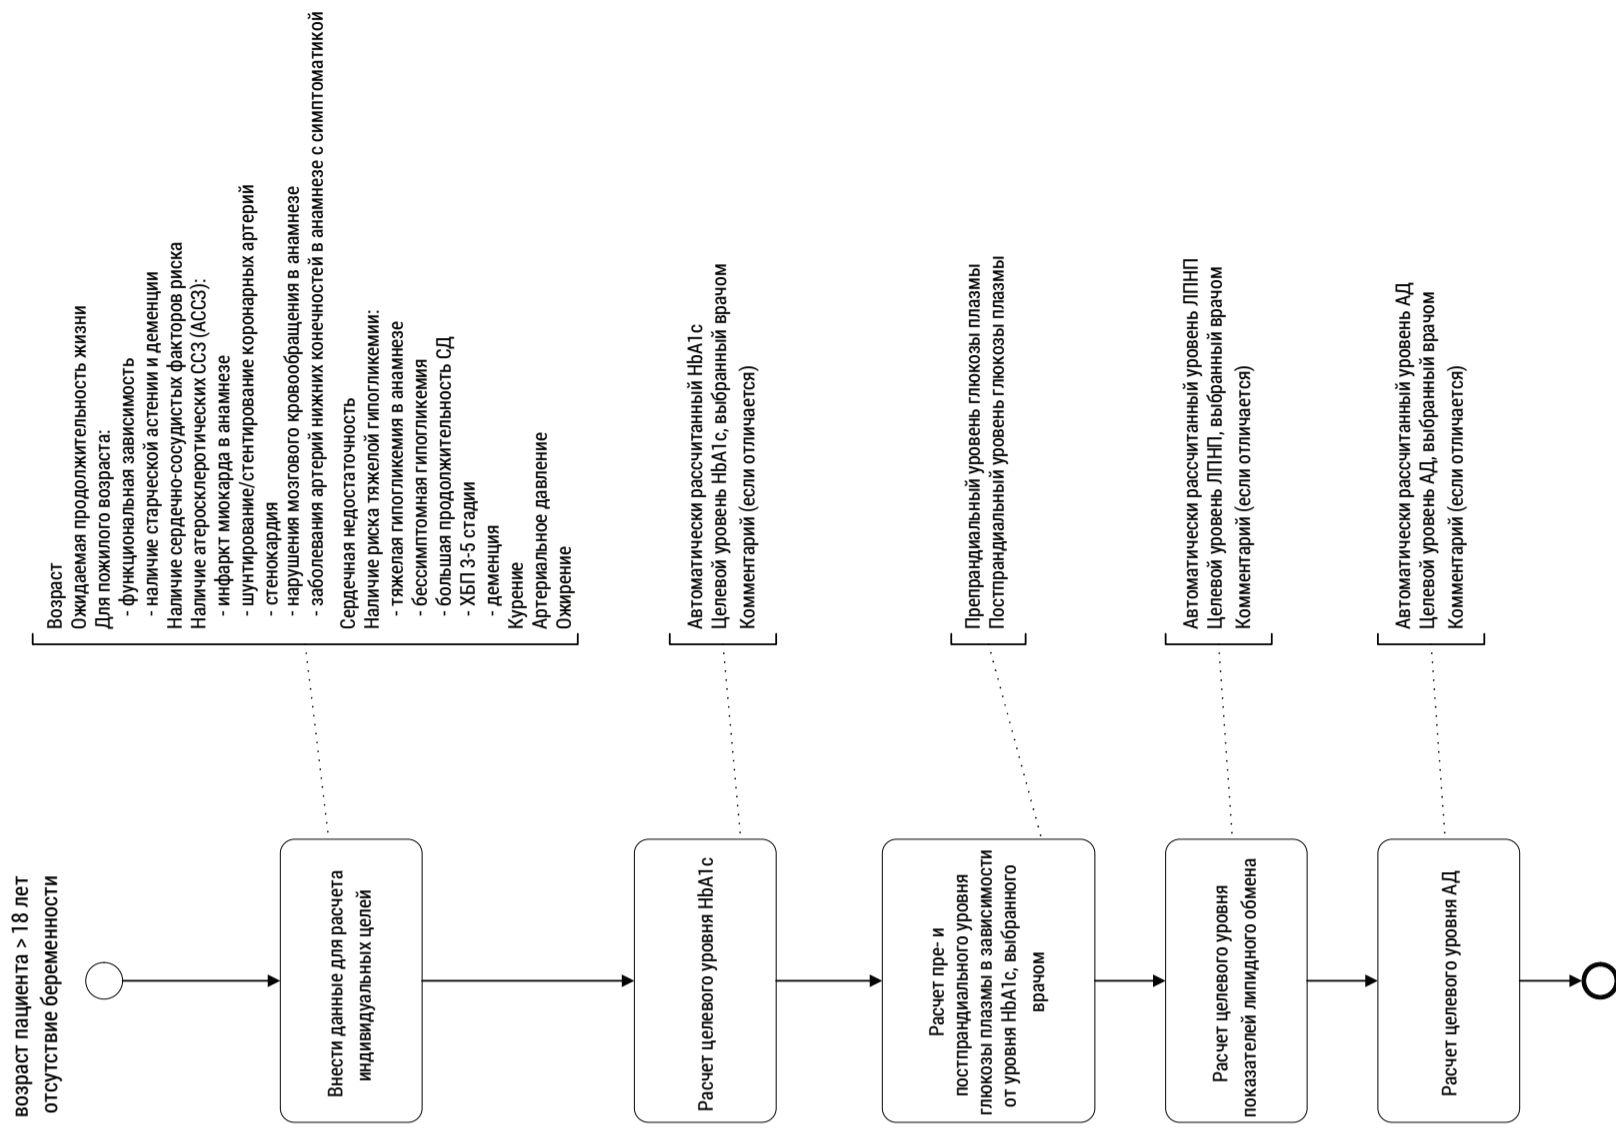 возраст пациента > 18 лет
отсутствие беременности
Внести данные для расчета
индивидуальных целей
Возраст
Ожидаемая продолжительность жизни
Для пожилого возраста:
- функциональная зависимость
- наличие старческой астении и деменции
Наличие сердечно-сосудистых факторов риска
Наличие атеросклеротических ССЗ (АССЗ):
- инфаркт миокарда в анамнезе
- шунтирование/стентирование коронарных артерий
- стенокардия
- нарушения мозгового кровообращения в анамнезе
- заболевания артерий нижних конечностей в анамнезе с симптоматикой
Сердечная недостаточность
Наличие риска тяжелой гипогликемии:
- тяжелая гипогликемия в анамнезе
- бессимптомная гипогликемия
- большая продолжительность СД
- ХБП 3-5 стадии
- деменция
Курение
Артериальное давление
Ожирение
Расчет целевого уровня HbA1c
Автоматически рассчитанный HbA1c
Целевой уровень HbA1c, выбранный врачом
Комментарий (если отличается)
Расчет пре- и
постпрандиального уровня
глюкозы плазмы в зависимости
от уровня HbA1c, выбранного
врачом
Препрандиальный уровень глюкозы плазмы
Постпрандиальный уровень глюкозы плазмы
Расчет целевого уровня
показателей липидного обмена
Автоматически рассчитанный уровень ЛПНП
Целевой уровень ЛПНП, выбранный врачом
Комментарий (если отличается)
Расчет целевого уровня АД
Автоматически рассчитанный уровень АД
Целевой уровень АД, выбранный врачом
Комментарий (если отличается)